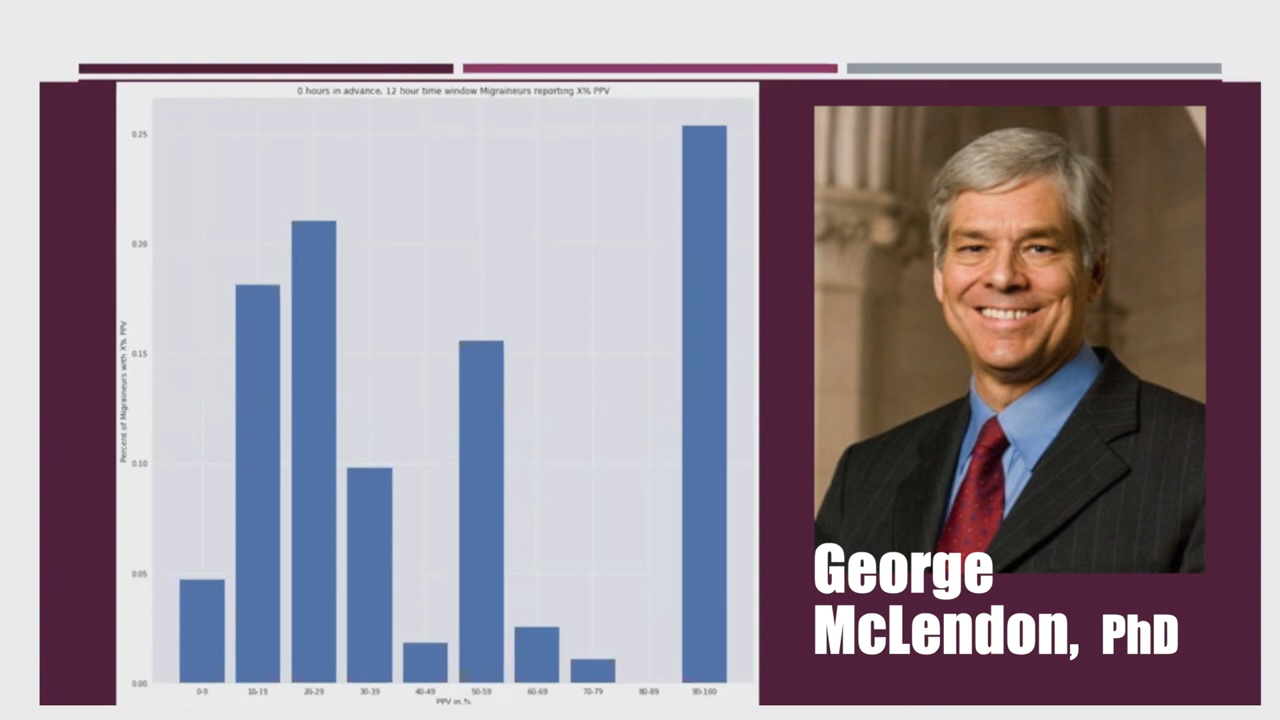 0 hours in advance, 12 hour time window Migraineurs reporting X% PPV
0.25
0.20
0.15
0.10
0.05
0.00
Percent of Migraineurs with X% PPV
0-9 10-19 20-29 30-39 40-49 50-59 60-69 70-79 80-89 90-100
PPV in %
George
McLendon, PhD